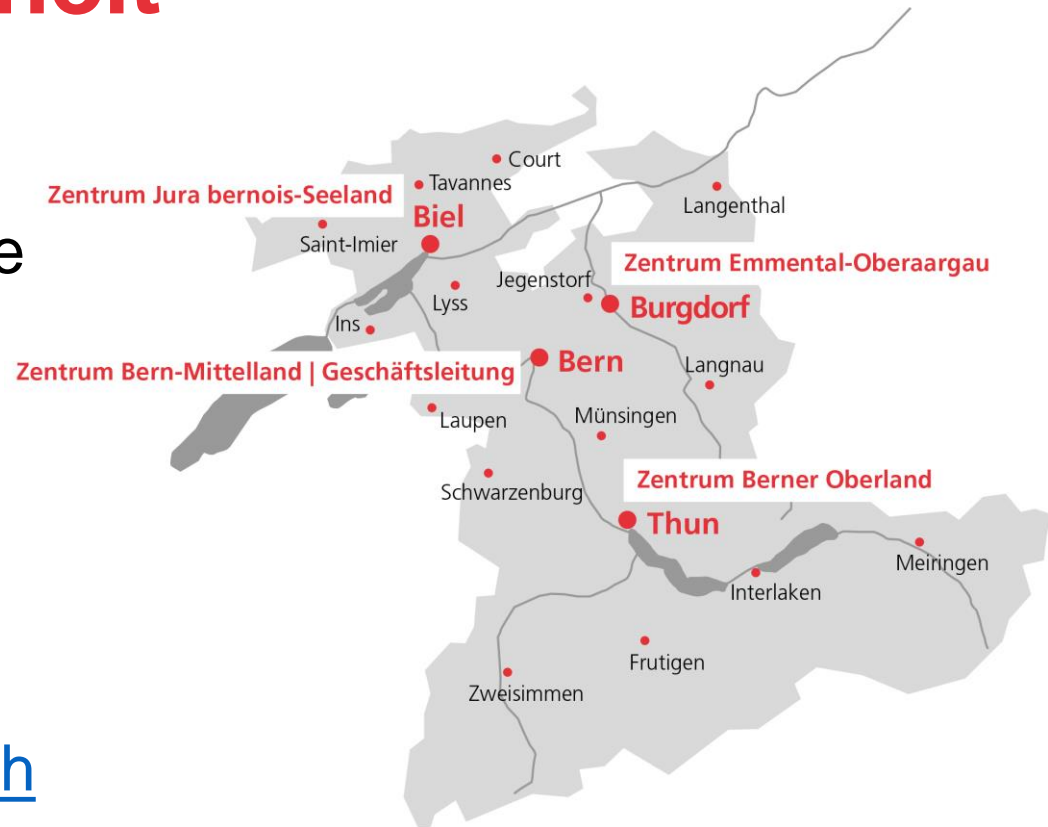 Court
Tavannes
Zentrum Jura bernois-Seeland
Langenthal
Biel
Saint-Imier
Zentrum Emmental-Oberaargau
e
Jegenstorf
Lyss
Burgdorf
Ins
Bern
Langnau
Zentrum Bern-Mittelland | Geschäftsleitung
Laupen
Münsingen
Zentrum Berner Oberland
Schwarzenburg
Thun
Meiringen
Interlaken
Frutigen
Zweisimmen
h